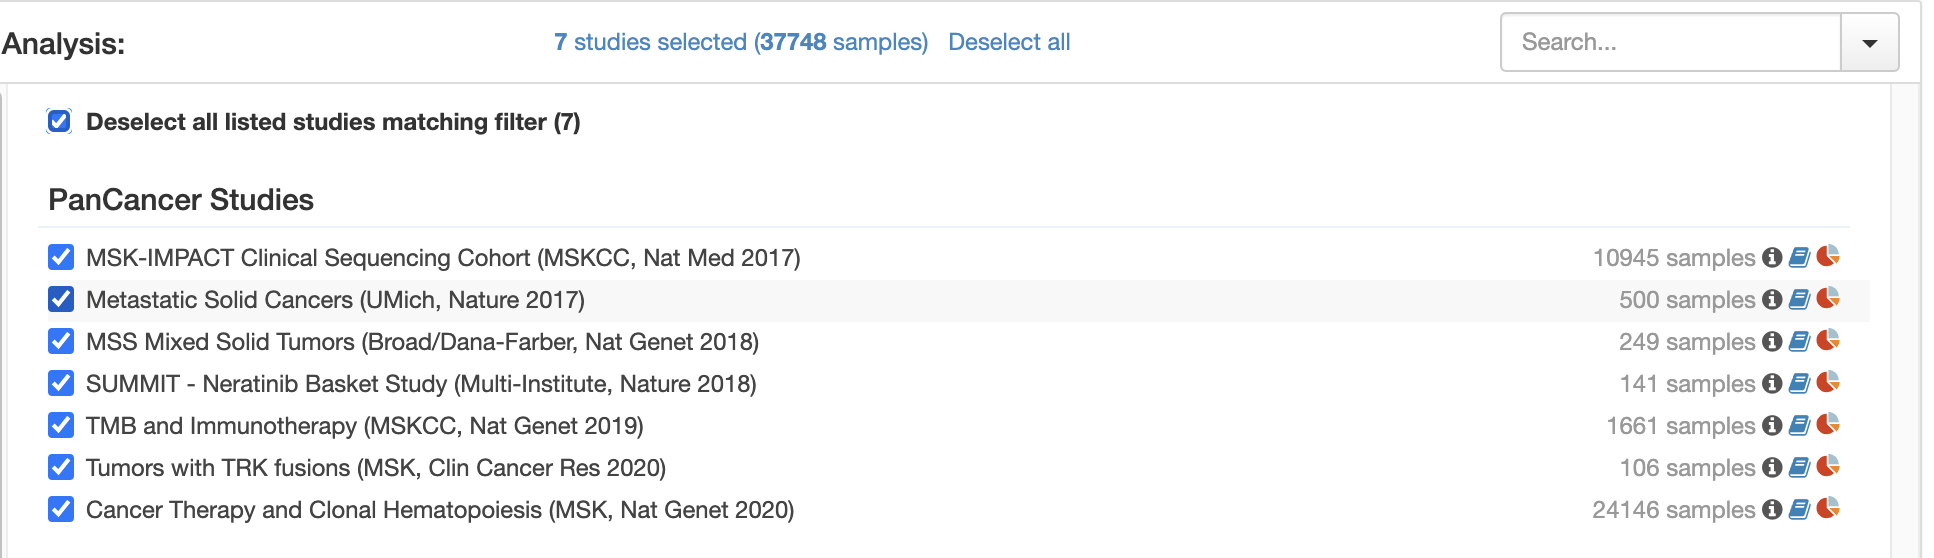 Analysis:
7 studies selected (37748 samples) Deselect all
Search...
Deselect all listed studies matching filter (7)
PanCancer Studies
MSK-IMPACT Clinical Sequencing Cohort (MSKCC, Nat Med 2017) 10945 samples
Metastatic Solid Cancers (UMich, Nature 2017) 500 samples
MSS Mixed Solid Tumors (Broad/Dana-Farber, Nat Genet 2018) 249 samples
SUMMIT - Neratinib Basket Study (Multi-Institute, Nature 2018) 141 samples
TMB and Immunotherapy (MSKCC, Nat Genet 2019) 1661 samples
Tumors with TRK fusions (MSK, Clin Cancer Res 2020) 106 samples
Cancer Therapy and Clonal Hematopoiesis (MSK, Nat Genet 2020) 24146 samples